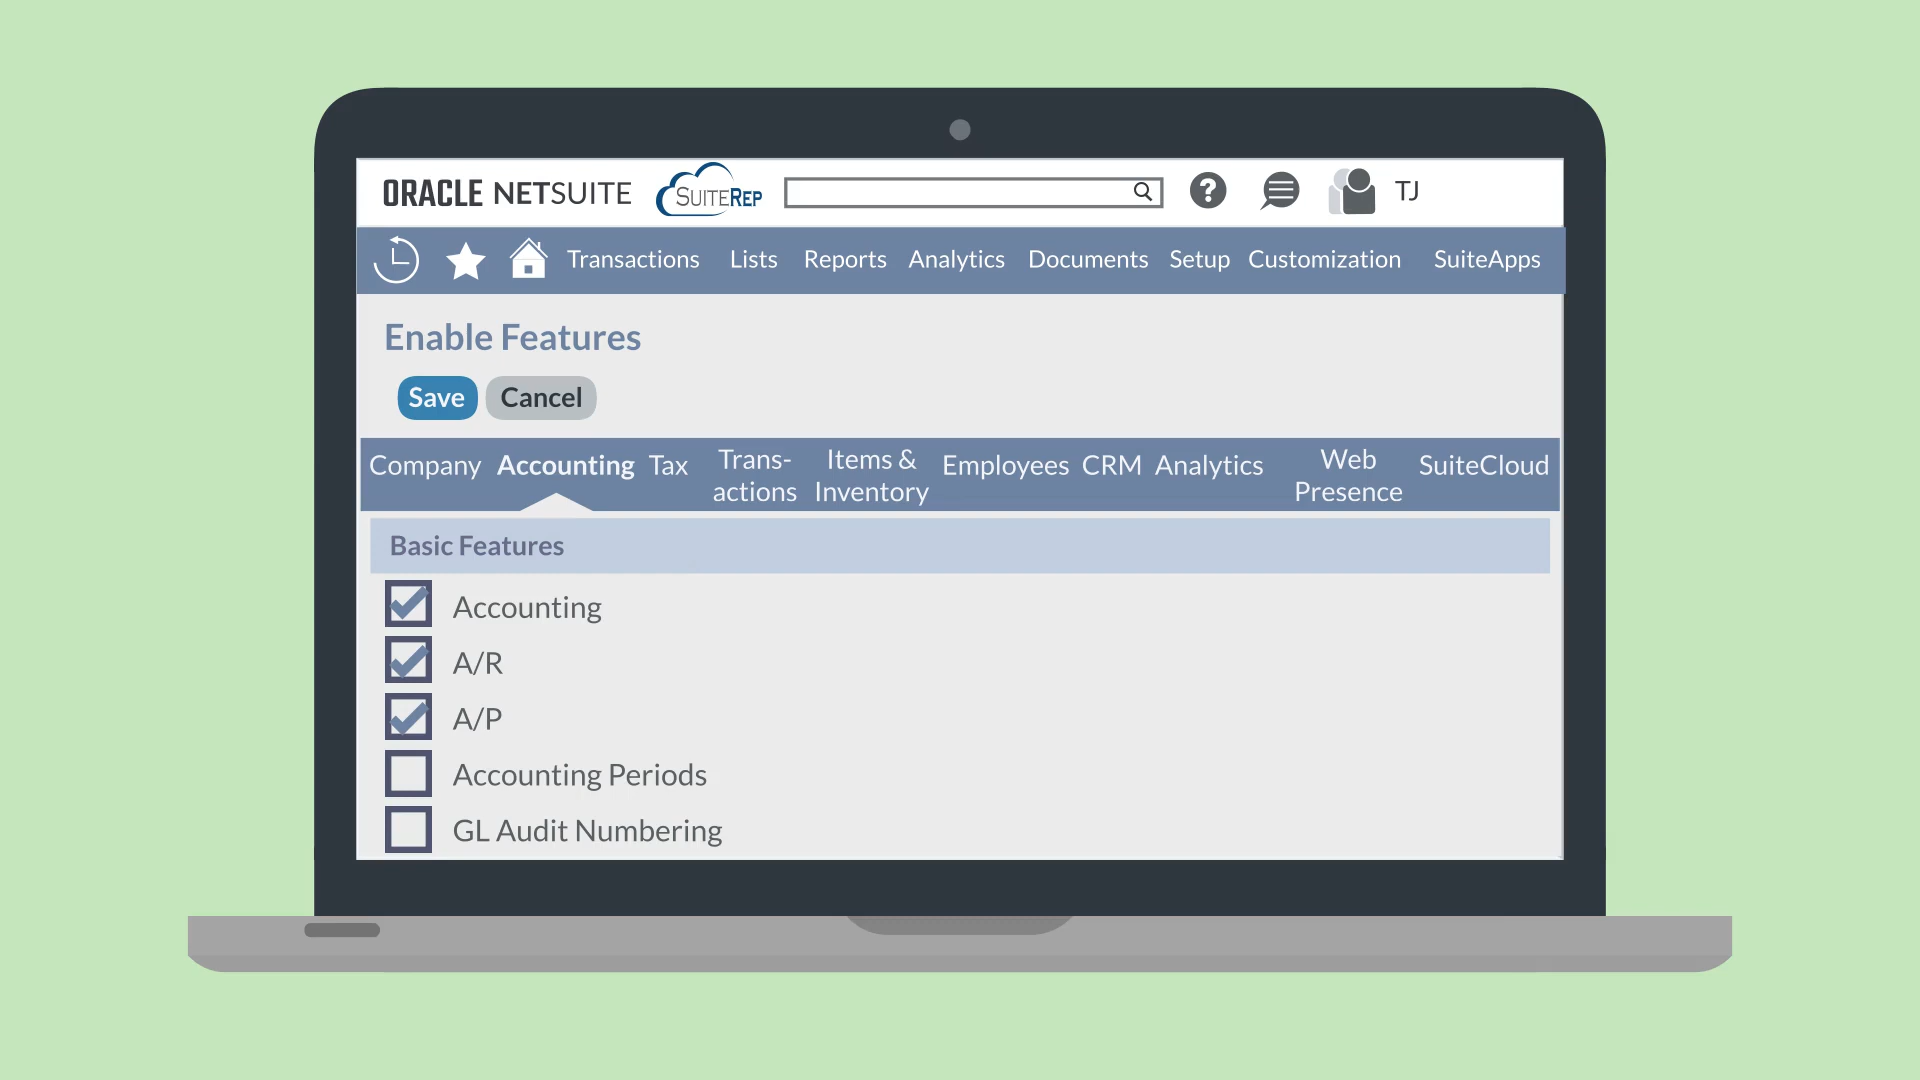 ORACLE NETSUITE SUITEREP TJ
Transactions Lists Reports Analytics Documents Setup Customization SuiteApps
Enable Features
Save Cancel
Company Accounting Tax Trans-
actions Items &
Inventory Employees CRM Analytics Web
Presence SuiteCloud
Basic Features
Accounting
A/R
A/P
Accounting Periods
GL Audit Numbering